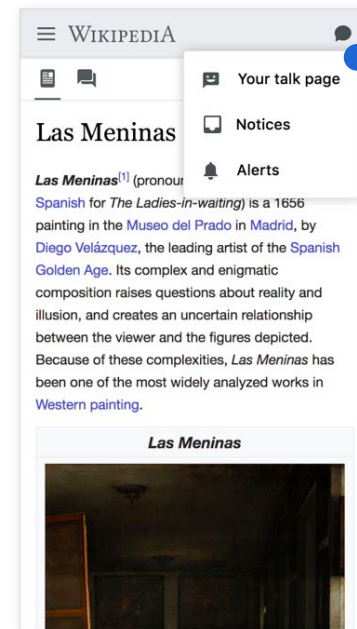 WIKIPEDIA
Your talk page
Notices
Alerts
Las Meninas
Las Meninas[1] (pronour
Spanish for The Ladies-in-waiting) is a 1656
painting in the Museo del Prado in Madrid, by
Diego Velázquez, the leading artist of the Spanish
Golden Age. Its complex and enigmatic
composition raises questions about reality and
illusion, and creates an uncertain relationship
between the viewer and the figures depicted.
Because of these complexities, Las Meninas has
been one of the most widely analyzed works in
Western painting.
Las Meninas